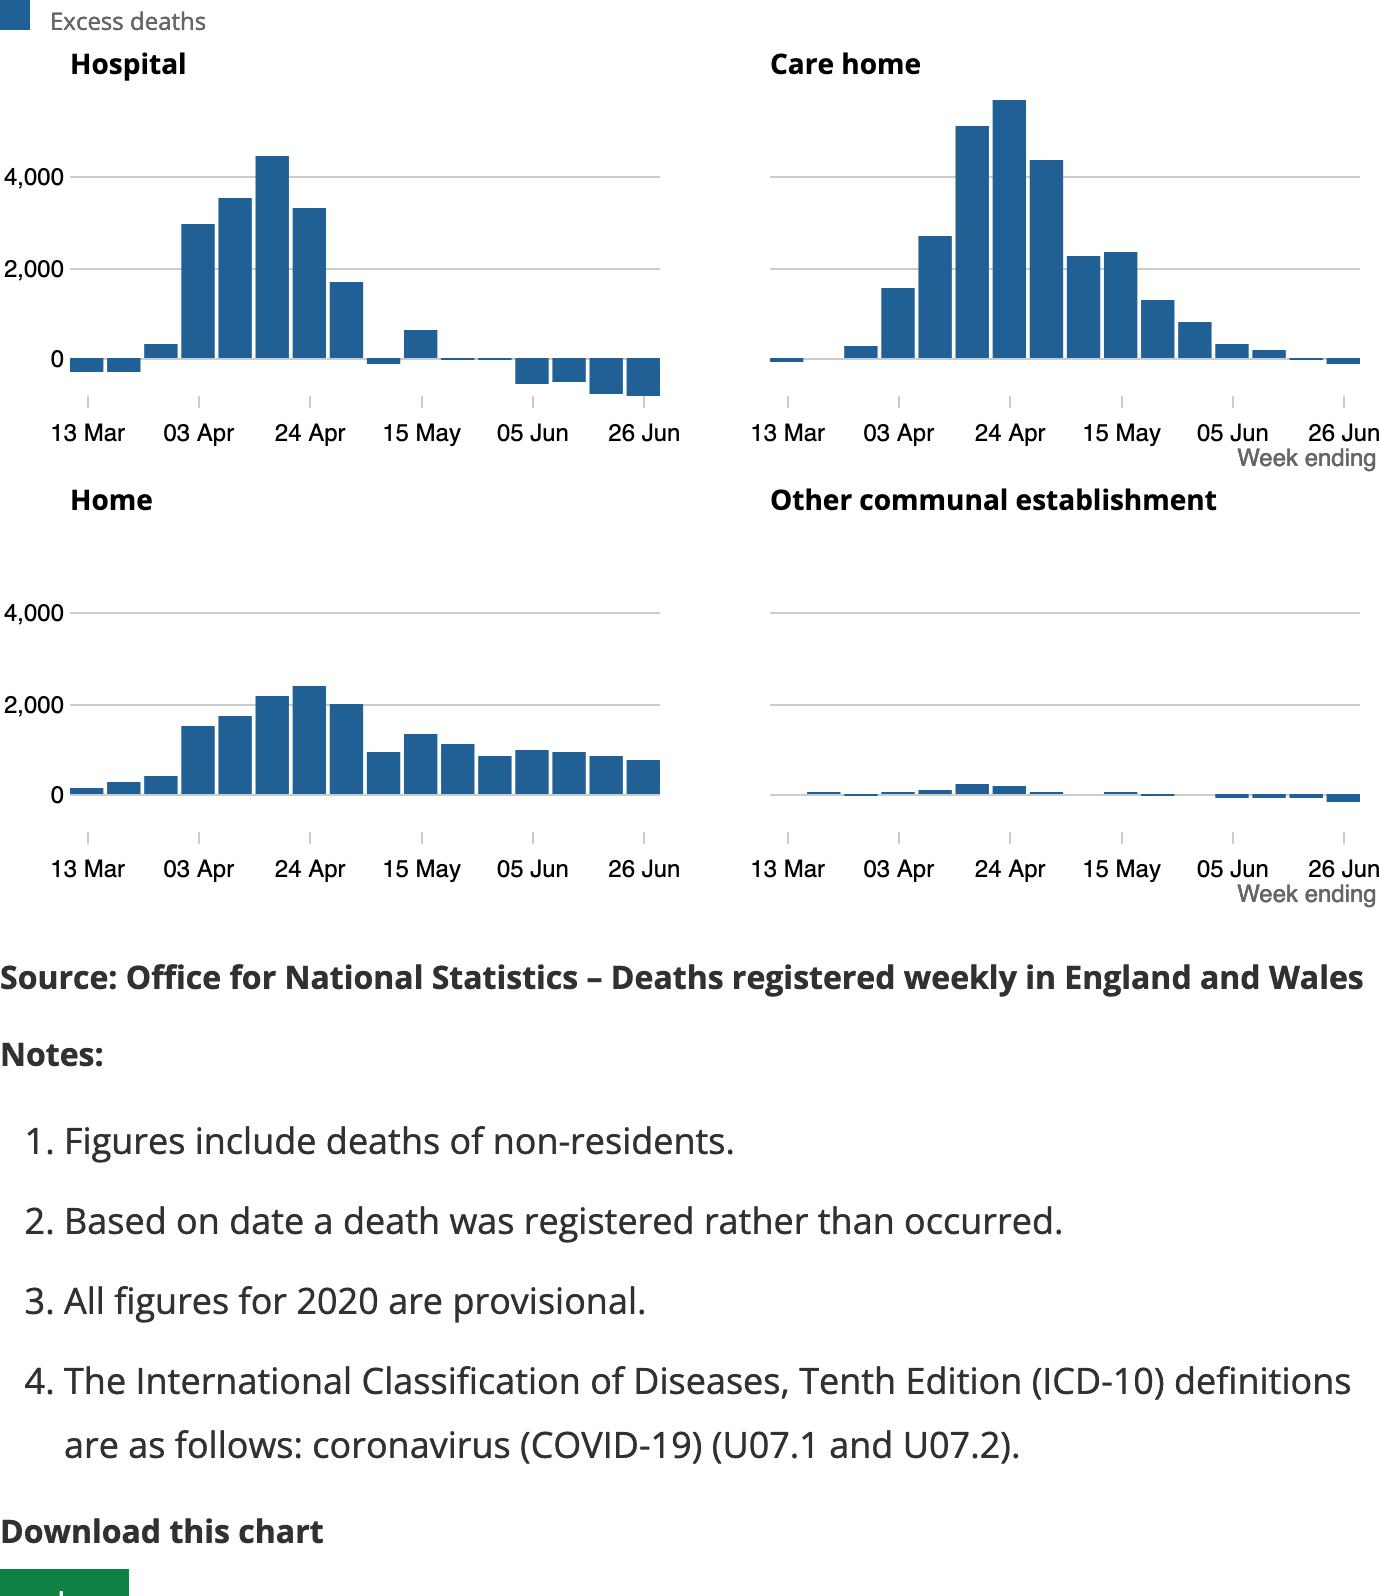 Excess deaths
Hospital
Care home
4,000
2,000
0
13 Mar 03 Apr 24 Apr 15 May 05 Jun 26 Jun
13 Mar 03 Apr 24 Apr 15 May 05 Jun 26 Jun
Week ending
Home
Other communal establishment
4,000
2,000
0
13 Mar 03 Apr 24 Apr 15 May 05 Jun 26 Jun
13 Mar 03 Apr 24 Apr 15 May 05 Jun 26 Jun
Week ending
Source: Office for National Statistics – Deaths registered weekly in England and Wales
Notes:
1. Figures include deaths of non-residents.
2. Based on date a death was registered rather than occurred.
3. All figures for 2020 are provisional.
4. The International Classification of Diseases, Tenth Edition (ICD-10) definitions
are as follows: coronavirus (COVID-19) (U07.1 and U07.2).
Download this chart